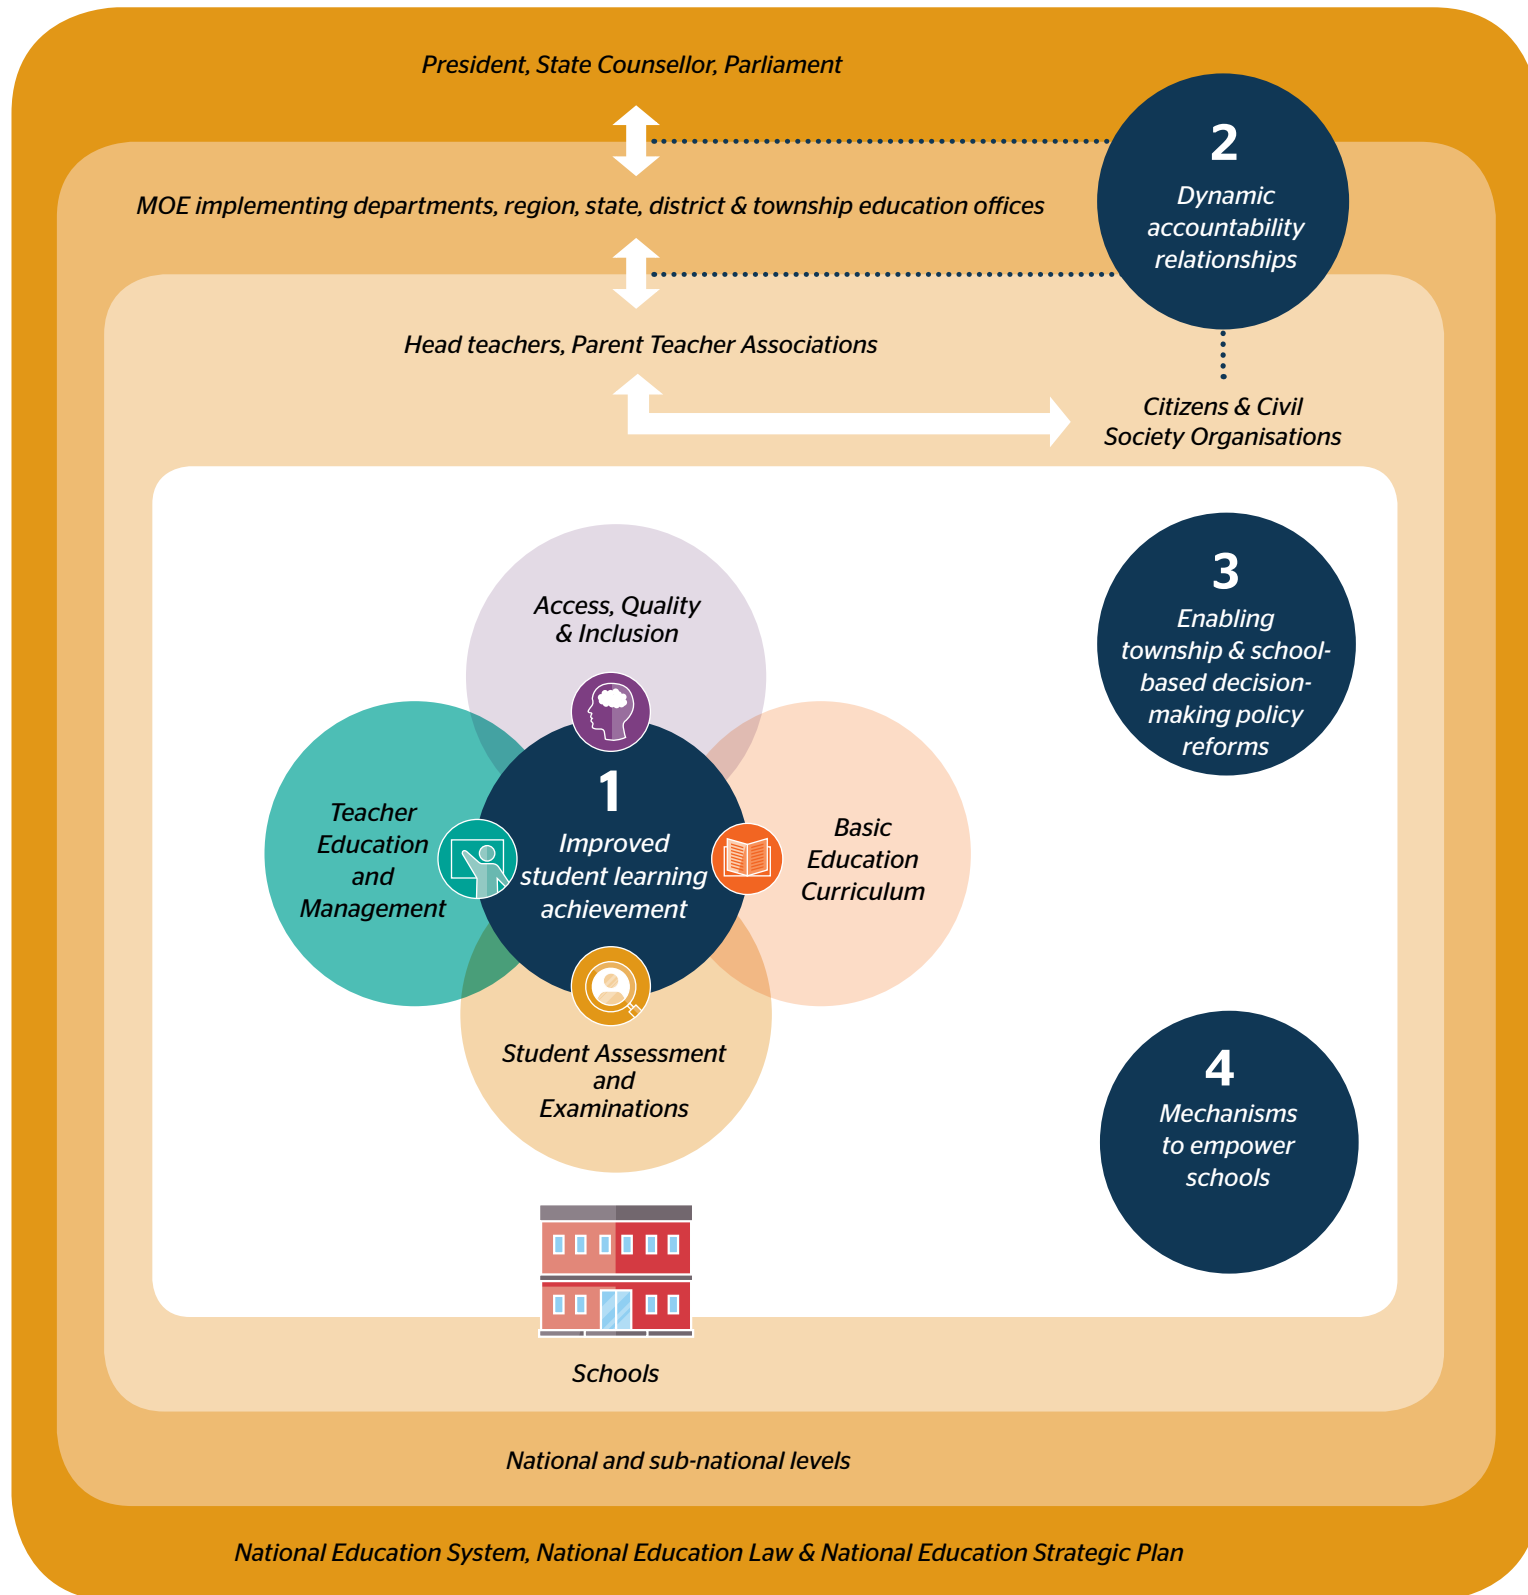 President, State Counsellor, Parliament
2
Dynamic
accountability
relationships
MOE implementing departments, region, state, district & township education offices
Head teachers, Parent Teacher Associations
Citizens & Civil
Society Organisations
Access, Quality
& Inclusion
Teacher
Education
and
Management
1
Improved
student learning
achievement
Basic
Education
Curriculum
Student Assessment
and
Examinations
3
Enabling
township & school-
based decision-
making policy
reforms
4
Mechanisms
to empower
schools
Schools
National and sub-national levels
National Education System, National Education Law & National Education Strategic Plan